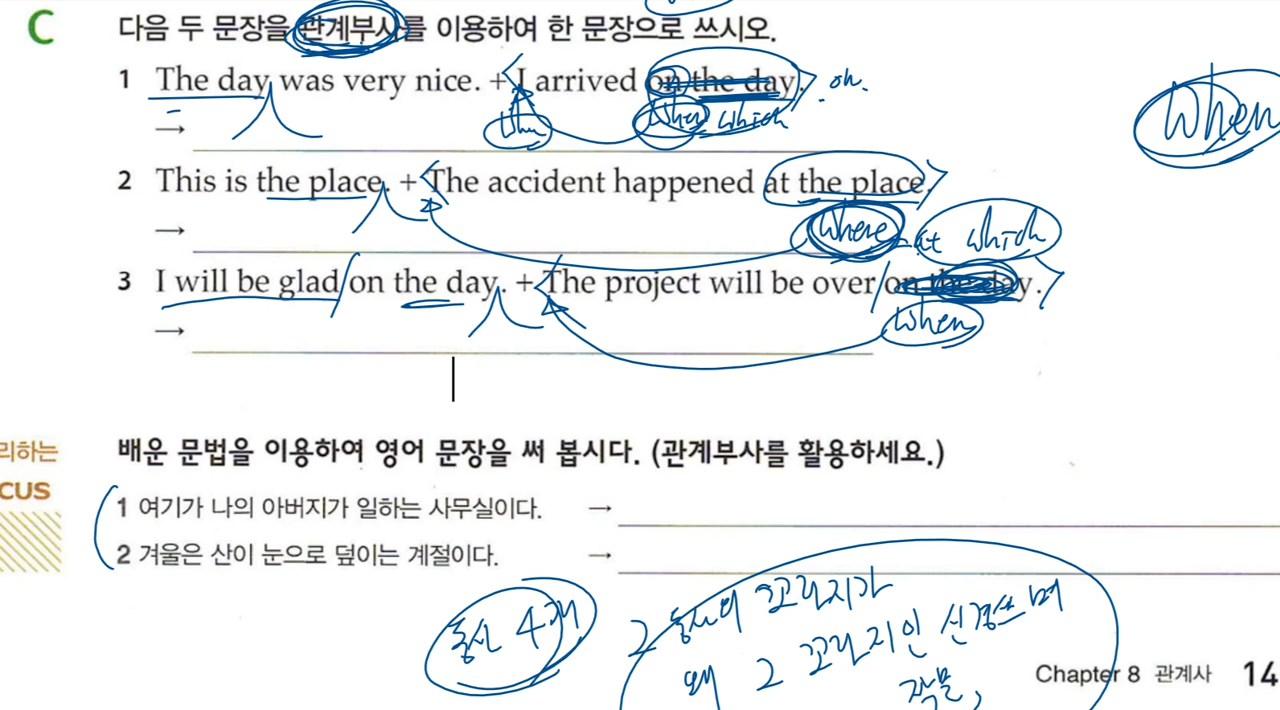 C 다음 두 문장을 관계부사를 이용하여 한 문장으로 쓰시오.
1 The day was very nice. + I arrived on the day. on.
When When which When
→
2 This is the place. + The accident happened at the place.
where at which
→
3 I will be glad on the day. + The project will be over on the day.
when
→
리하는 배운 문법을 이용하여 영어 문장을 써 봅시다. (관계부사를 활용하세요.)
CUS
1 여기가 나의 아버지가 일하는 사무실이다. →
2 겨울은 산이 눈으로 덮이는 계절이다. →
동사 4개
2 동사의 꼬라지가
왜 2 꼬라지인 신경쓰며
작물,
Chapter 8 관계사 14